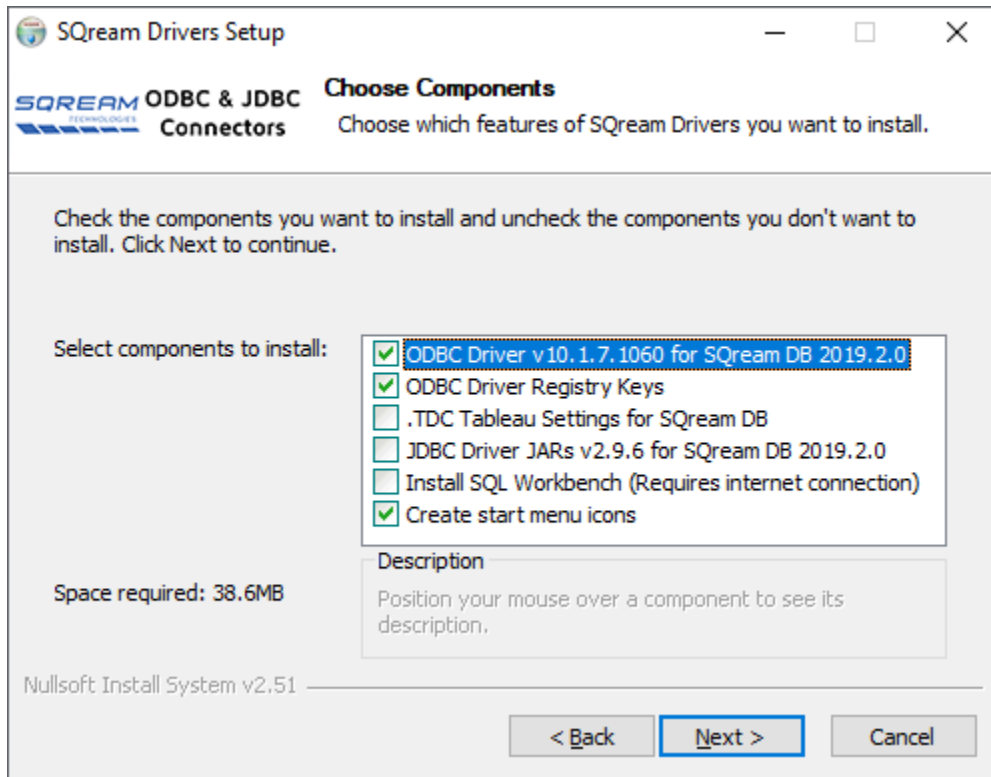 SQream Drivers Setup
SQREAM
TECHNOLOGIES
ODBC & JDBC
Connectors
Choose Components
Choose which features of SQream Drivers you want to install.
Check the components you want to install and uncheck the components you don't want to
install. Click Next to continue.
Select components to install:
ODBC Driver v10.1.7.1060 for SQream DB 2019.2.0
ODBC Driver Registry Keys
.TDC Tableau Settings for SQream DB
JDBC Driver JARs v2.9.6 for SQream DB 2019.2.0
Install SQL Workbench (Requires internet connection)
Create start menu icons
Space required: 38.6MB
Description
Position your mouse over a component to see its
description.
Nullsoft Install System v2.51
< Back
Next >
Cancel